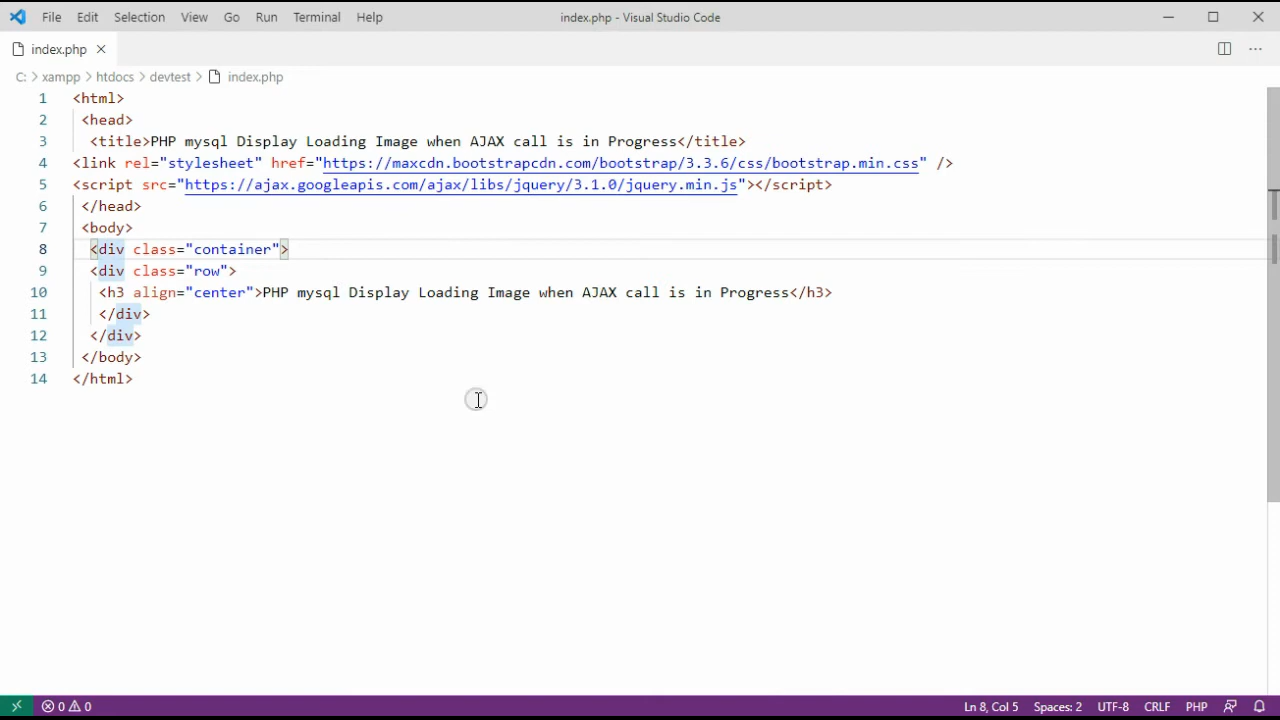 File Edit Selection View Go Run Terminal Help index.php - Visual Studio Code
index.php
C: > xampp > htdocs > devtest > index.php
1 <html>
2 <head>
3 <title>PHP mysql Display Loading Image when AJAX call is in Progress</title>
4 <link rel="stylesheet" href="https://maxcdn.bootstrapcdn.com/bootstrap/3.3.6/css/bootstrap.min.css" />
5 <script src="https://ajax.googleapis.com/ajax/libs/jquery/3.1.0/jquery.min.js"></script>
6 </head>
7 <body>
8 <div class="container">
9 <div class="row">
10 <h3 align="center">PHP mysql Display Loading Image when AJAX call is in Progress</h3>
11 </div>
12 </div>
13 </body>
14 </html>
0 0 Ln 8, Col 5 Spaces: 2 UTF-8 CRLF PHP